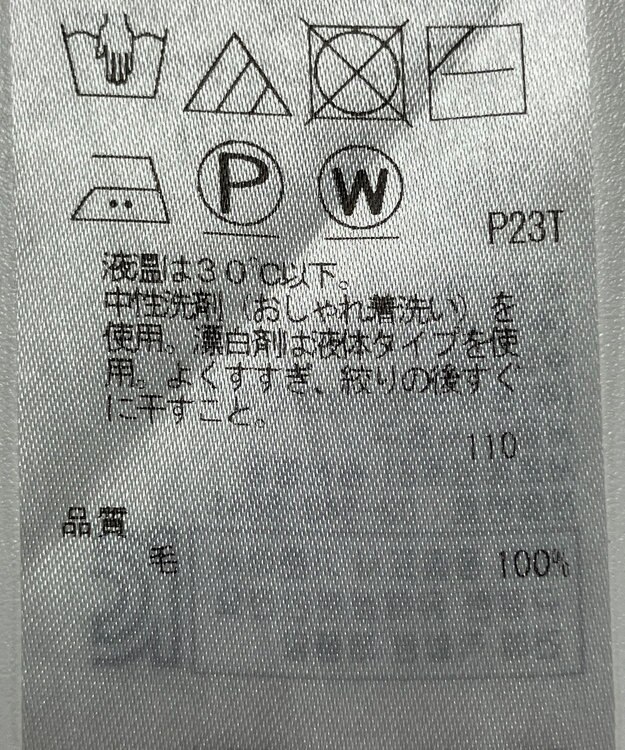 P
W
P23T
液温は30℃以下。
中性洗剤（おしゃれ着洗い）を
使用。漂白剤は液体タイプを使
用。よくすすぎ、絞りの後すぐ
に干すこと。
110
品質
毛 100%